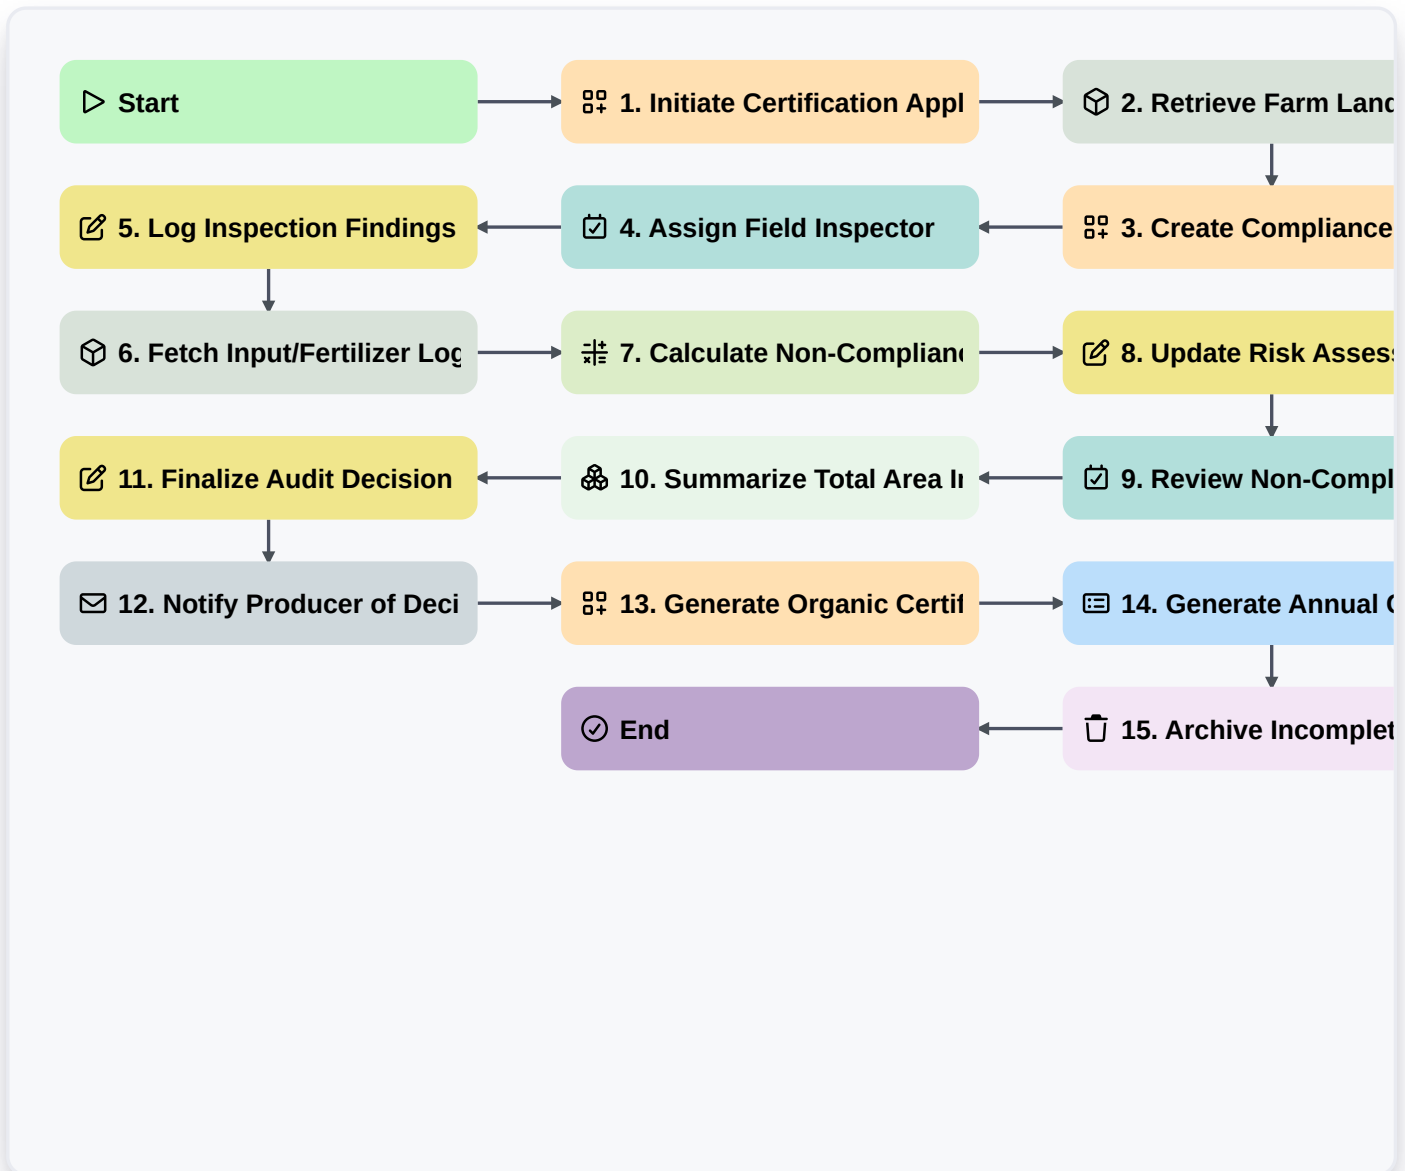 Start
1. Initiate Certification Appl
2. Retrieve Farm Land
5. Log Inspection Findings
4. Assign Field Inspector
3. Create Compliance
6. Fetch Input/Fertilizer Log
7. Calculate Non-Complianc
8. Update Risk Assess
11. Finalize Audit Decision
10. Summarize Total Area
9. Review Non-Compl
12. Notify Producer of Deci
13. Generate Organic Certif
14. Generate Annual
End
15. Archive Incomplet